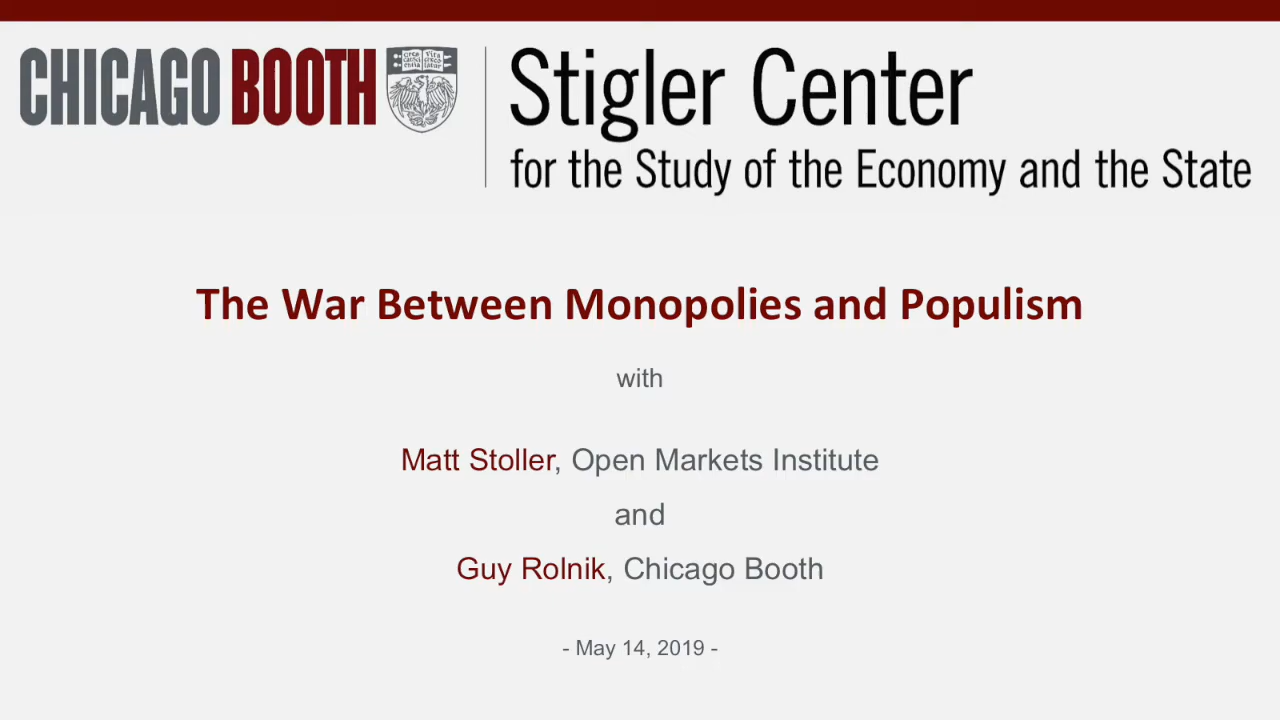 CHICAGO BOOTH
Stigler Center
for the Study of the Economy and the State
The War Between Monopolies and Populism
with
Matt Stoller, Open Markets Institute
and
Guy Rolnik, Chicago Booth
- May 14, 2019 -